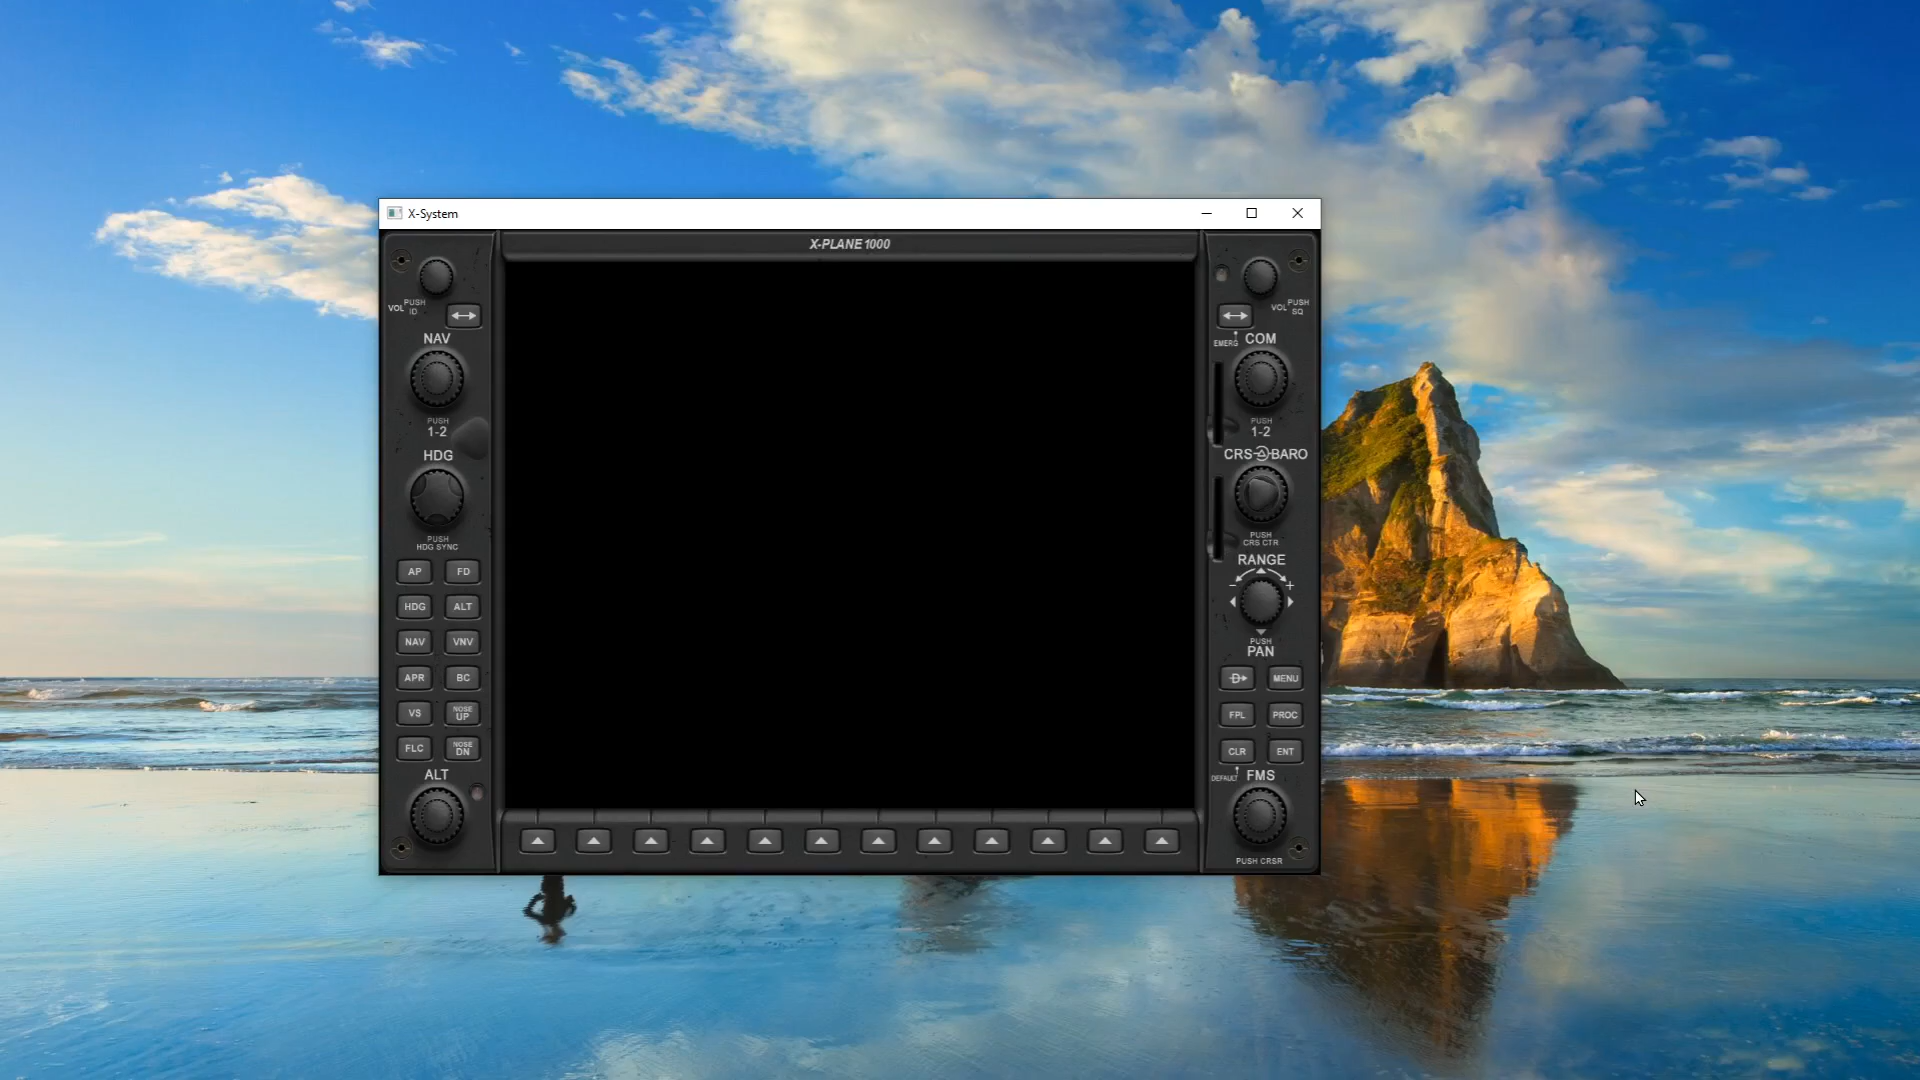 X-System
X-PLANE 1000
VOL PUSH ID
NAV
PUSH
1-2
HDG
PUSH
HDG SYNC
AP FD
HDG ALT
NAV VNV
APR BC
VS NOSE UP
FLC NOSE DN
ALT
VOL PUSH SQ
EMERG COM
PUSH
1-2
CRS BARO
PUSH
CRS CTR
RANGE
- +
PUSH
PAN
D MENU
FPL PROC
CLR ENT
DEFAULT FMS
PUSH CRSR